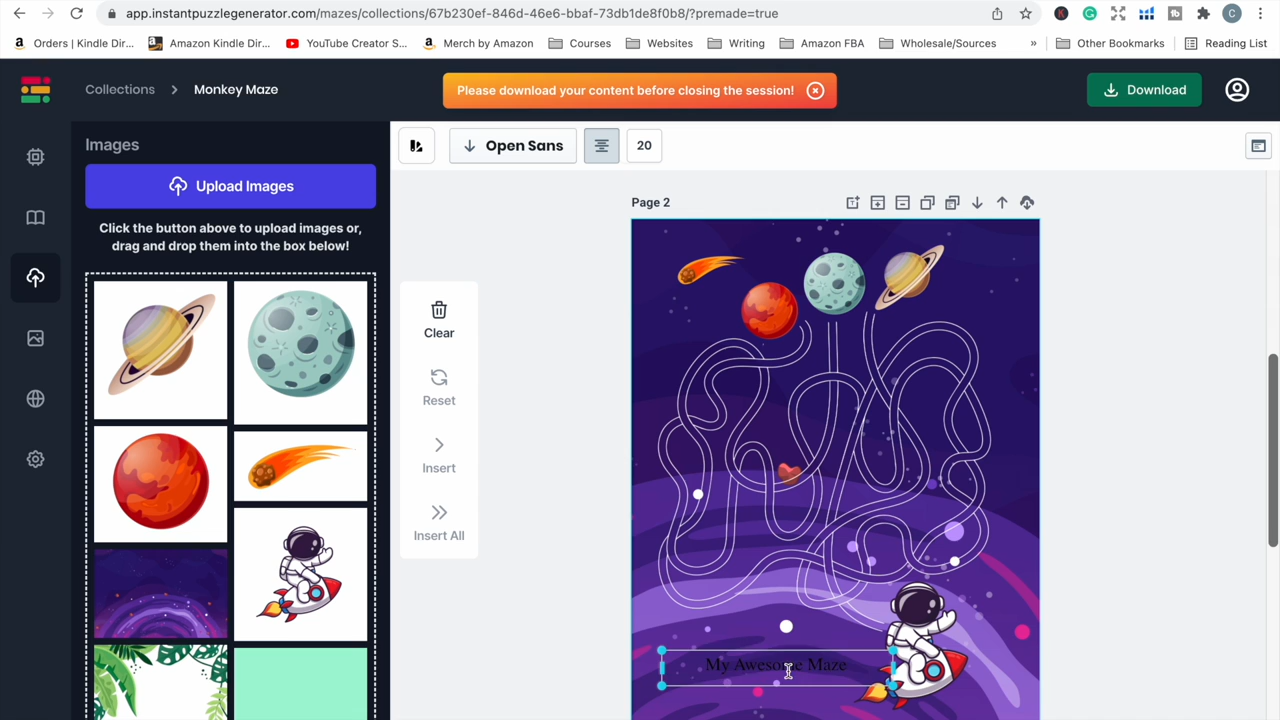 app.instantpuzzlegenerator.com/mazes/collections/67b230ef-846d-46e6-bbaf-73db1de8f0b8/?premade=true
K
C
Orders | Kindle Dir...
Amazon Kindle Dir...
YouTube Creator S...
Merch by Amazon
Courses
Websites
Writing
Amazon FBA
Wholesale/Sources
»
Other Bookmarks
Reading List
Collections > Monkey Maze
Please download your content before closing the session!
Download
Images
Open Sans
20
Upload Images
Click the button above to upload images or,
drag and drop them into the box below!
Page 2
Clear
Reset
Insert
Insert All
My Awesome Maze